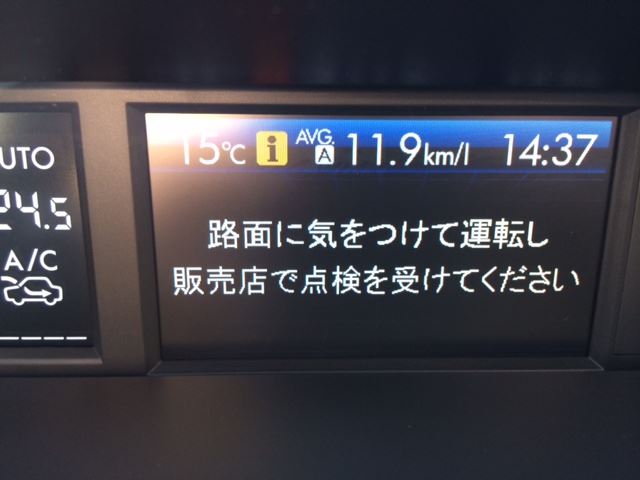 AUTO
24.5
A/C
15℃ i AVG. A 11.9km/l 14:37
路面に気をつけて運転し
販売店で点検を受けてください